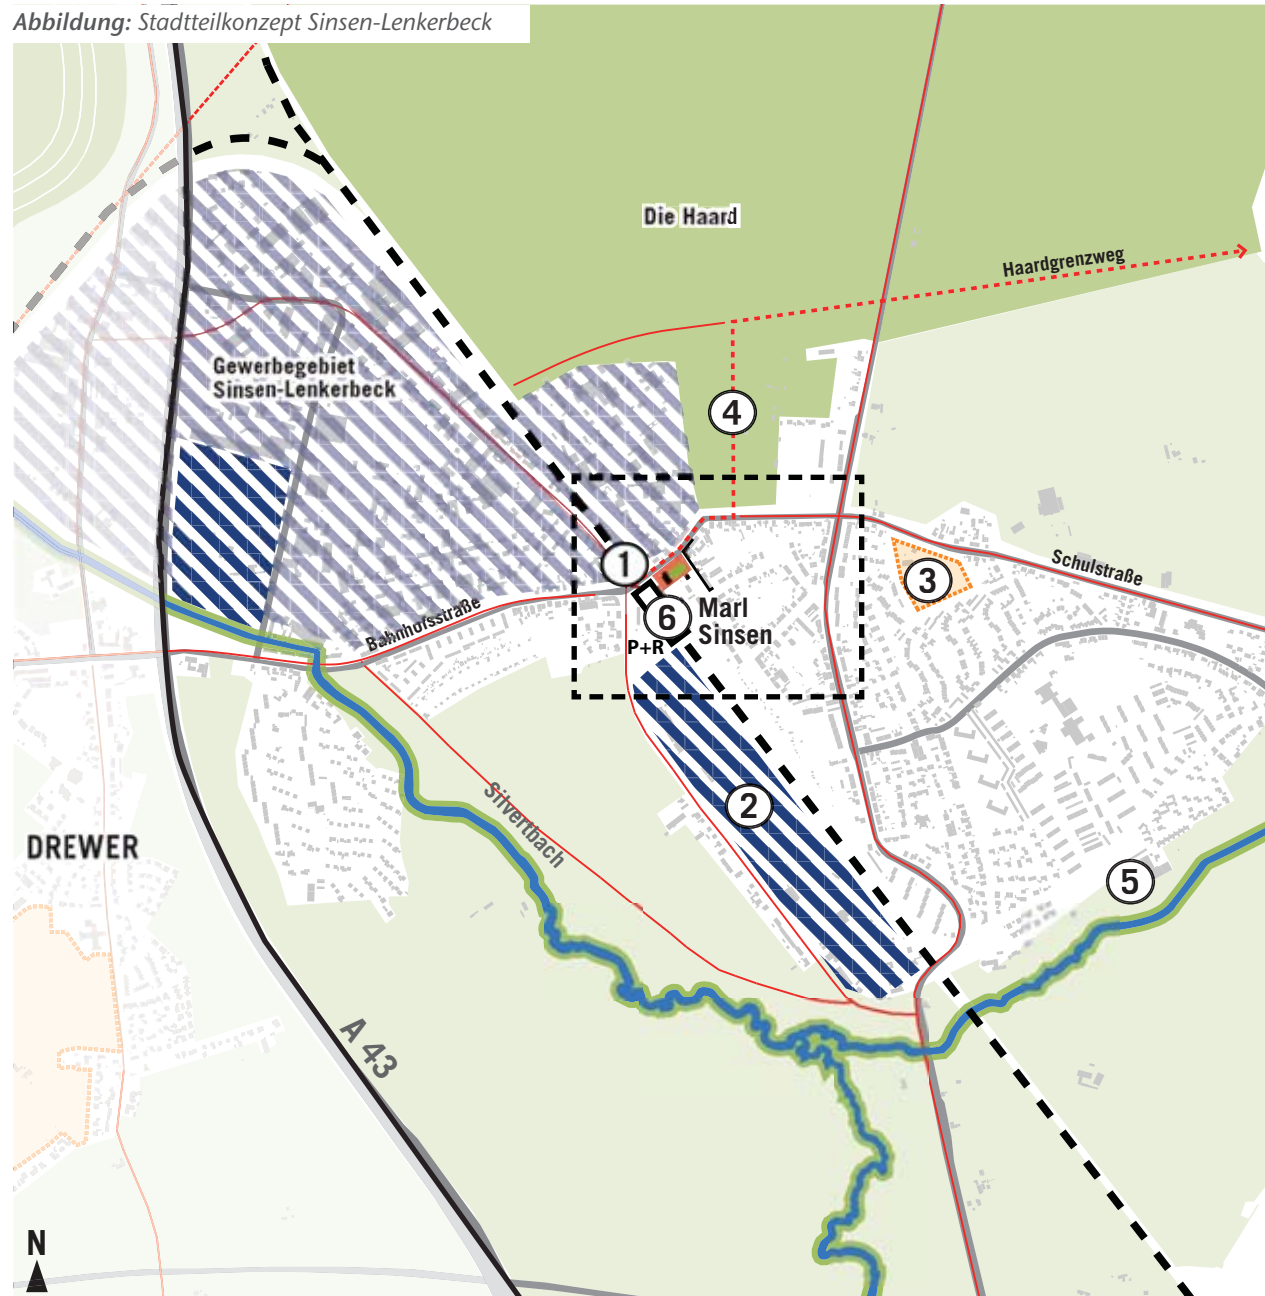 Abbildung: Stadtteilkonzept Sinsen-Lenkerbeck
Die Haard
Haardgrenzweg
Gewerbegebiet
Sinsen-Lenkerbeck
4
1
3
Schulstraße
Bahnhofsstraße
6
Marl
Sinsen
P+R
2
Silvertbach
DREWER
5
A 43
N